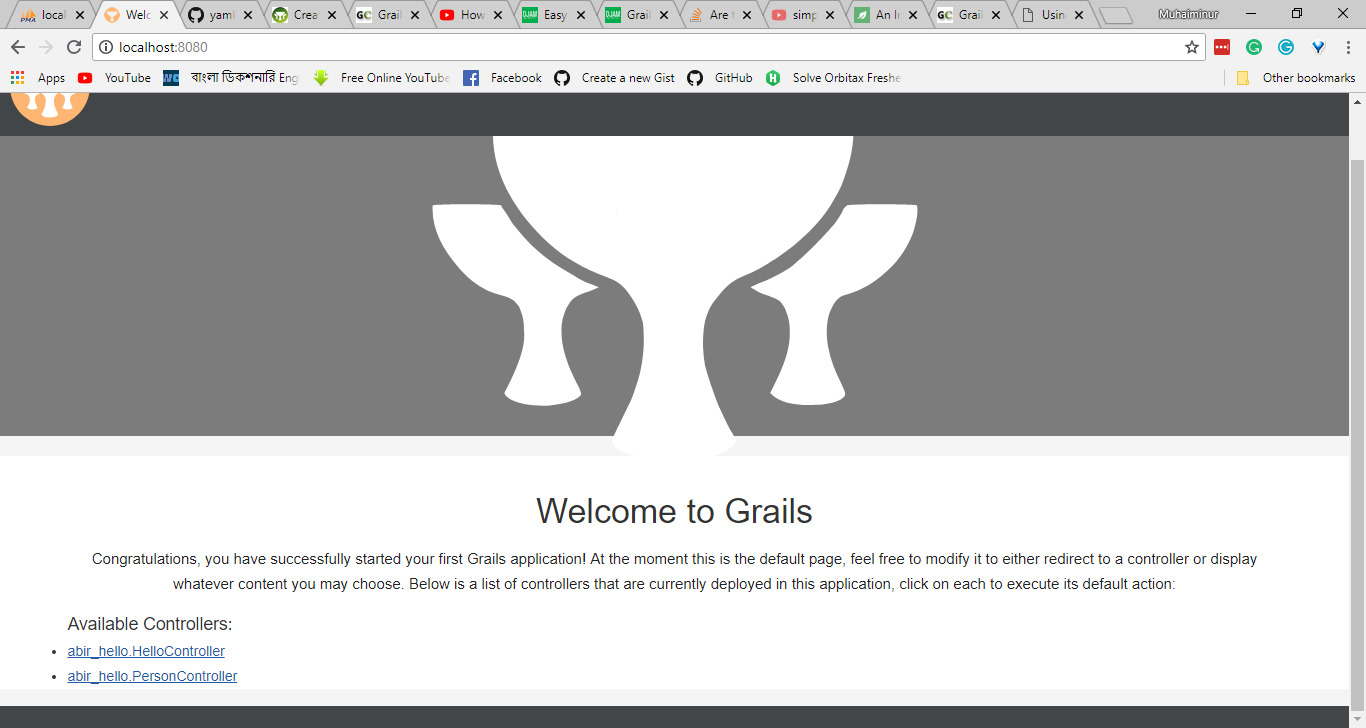 local
Welc
yaml
Crea
Grail
How
Easy
Grail
Are t
simp
An Ir
Grail
Usin
Muhaiminur
localhost:8080
Apps YouTube বাংলা ডিকশনারি Eng Free Online YouTube Facebook Create a new Gist GitHub Solve Orbitax Freshe Other bookmarks
Welcome to Grails
Congratulations, you have successfully started your first Grails application! At the moment this is the default page, feel free to modify it to either redirect to a controller or display
whatever content you may choose. Below is a list of controllers that are currently deployed in this application, click on each to execute its default action:
Available Controllers:
abir_hello.HelloController
abir_hello.PersonController